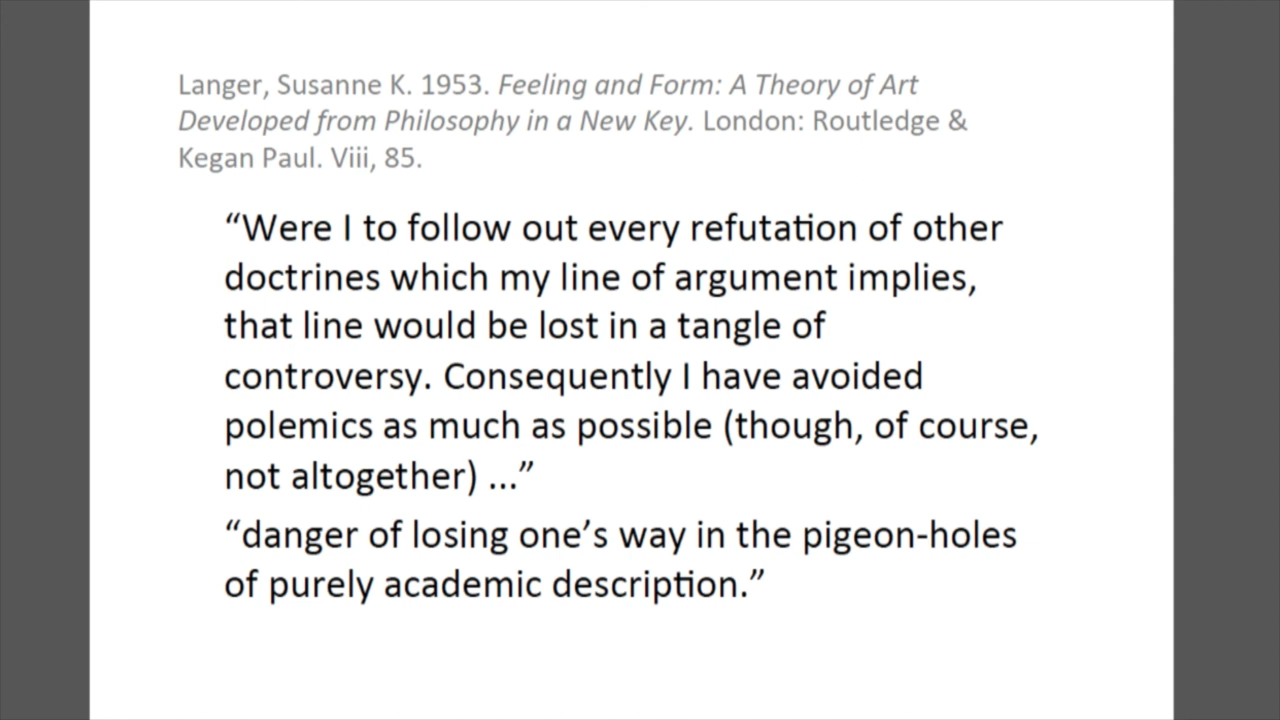 Langer, Susanne K. 1953. Feeling and Form: A Theory of Art
Developed from Philosophy in a New Key. London: Routledge &
Kegan Paul. Viii, 85.
“Were I to follow out every refutation of other
doctrines which my line of argument implies,
that line would be lost in a tangle of
controversy. Consequently I have avoided
polemics as much as possible (though, of course,
not altogether) ...”
“danger of losing one’s way in the pigeon-holes
of purely academic description.”